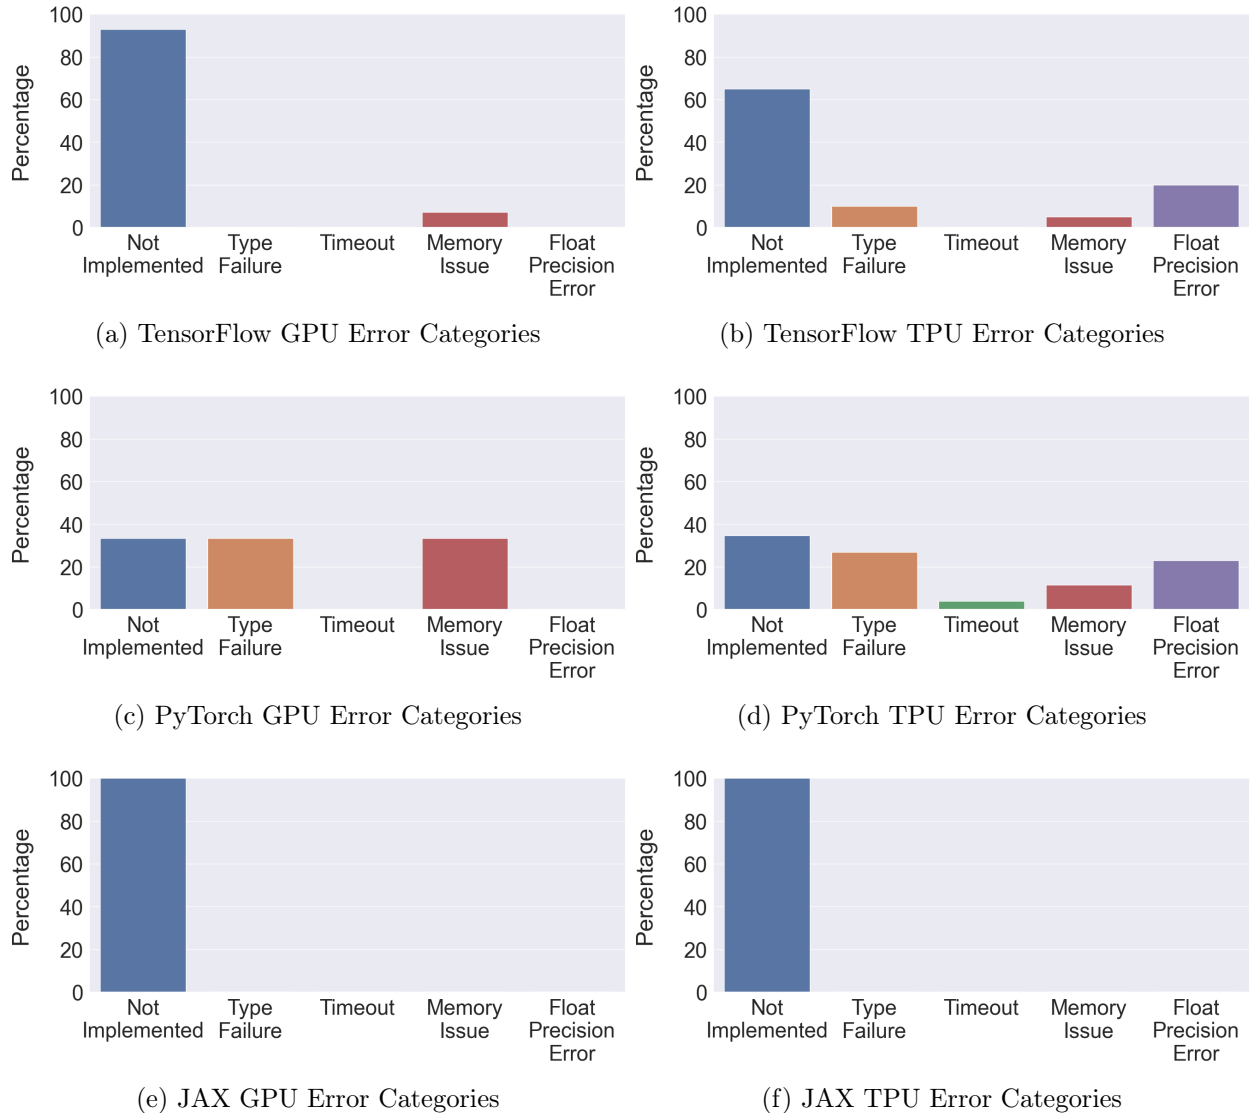 100
80
60
40
20
0
Percentage
Not Implemented
Type Failure
Timeout
Memory Issue
Float Precision Error
(a) TensorFlow GPU Error Categories
100
80
60
40
20
0
Percentage
Not Implemented
Type Failure
Timeout
Memory Issue
Float Precision Error
(b) TensorFlow TPU Error Categories
100
80
60
40
20
0
Percentage
Not Implemented
Type Failure
Timeout
Memory Issue
Float Precision Error
(c) PyTorch GPU Error Categories
100
80
60
40
20
0
Percentage
Not Implemented
Type Failure
Timeout
Memory Issue
Float Precision Error
(d) PyTorch TPU Error Categories
100
80
60
40
20
0
Percentage
Not Implemented
Type Failure
Timeout
Memory Issue
Float Precision Error
(e) JAX GPU Error Categories
100
80
60
40
20
0
Percentage
Not Implemented
Type Failure
Timeout
Memory Issue
Float Precision Error
(f) JAX TPU Error Categories